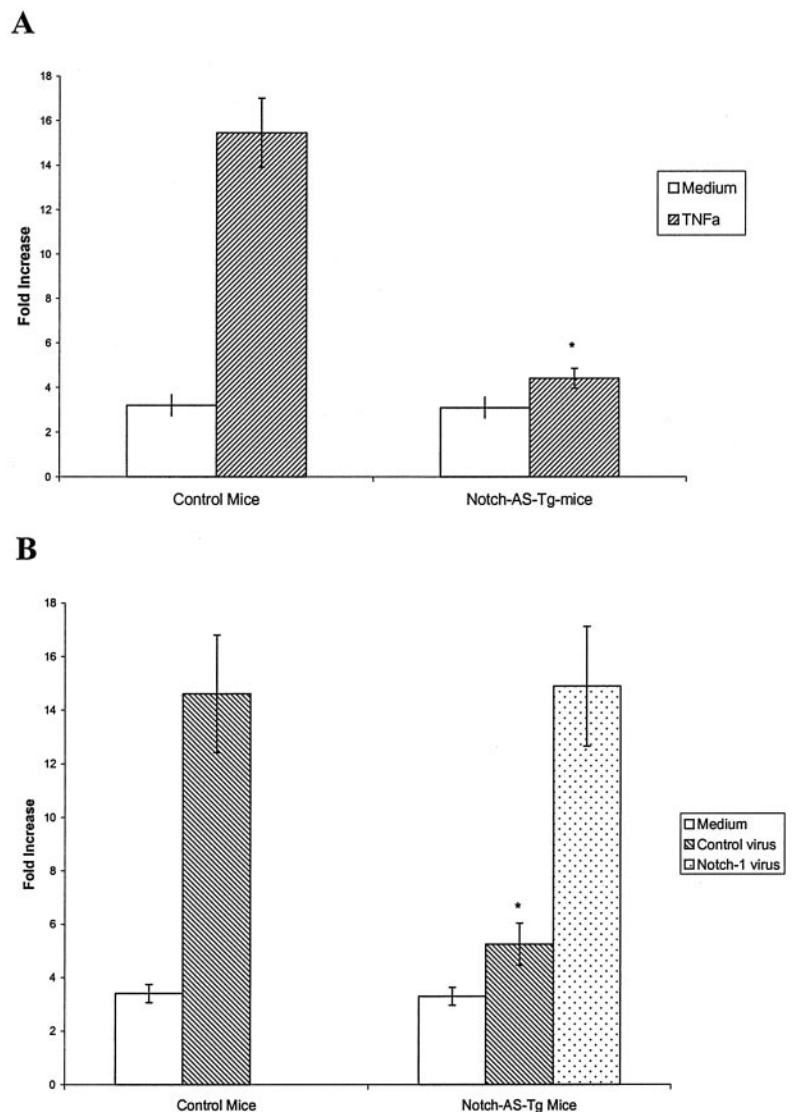 A
18
16
14
12
10
8
6
4
2
0
Fold Increase
*
Control Mice
Notch-AS-Tg-mice
Medium
TNFa
B
18
16
14
12
10
8
6
4
2
0
Fold Increase
*
Control Mice
Notch-AS-Tg Mice
Medium
Control virus
Notch-1 virus